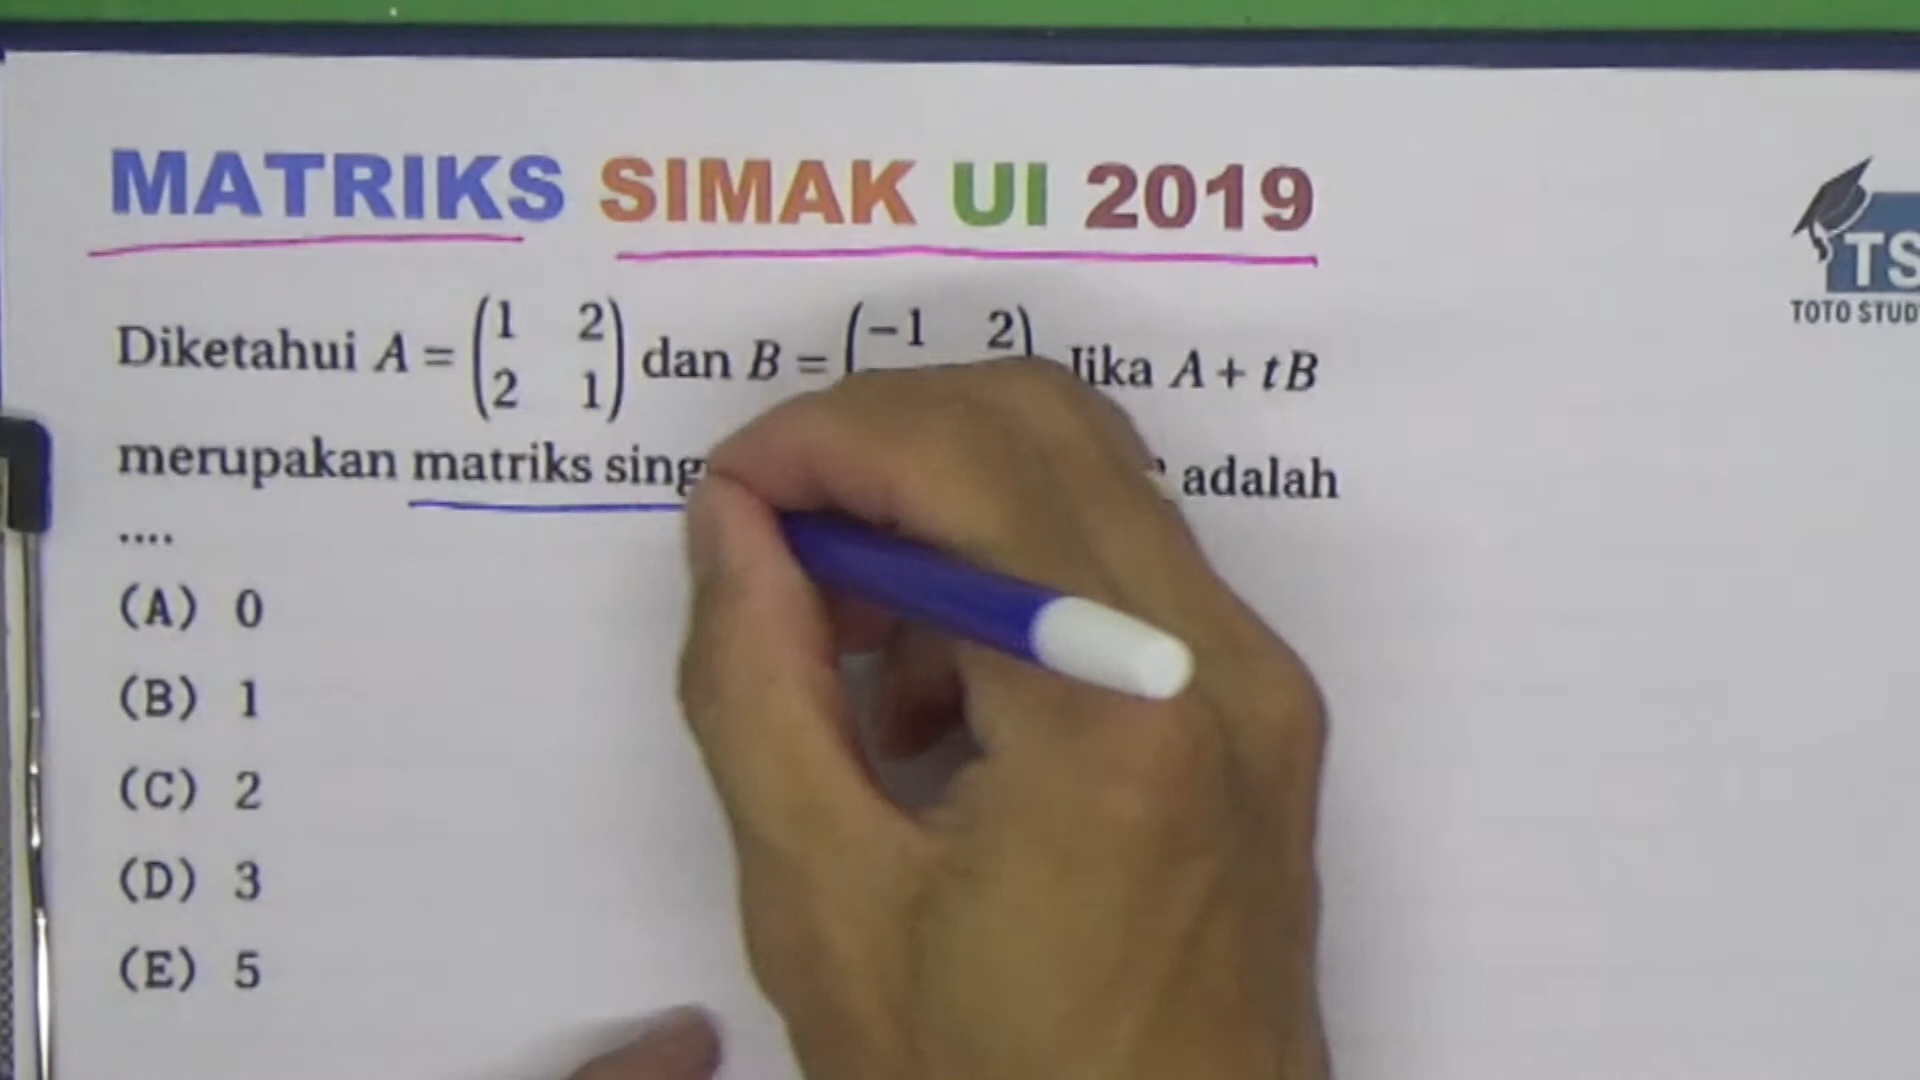 MATRIKS SIMAK UI 2019
TS
TOTO STUD
Diketahui A = (1 2 dan B = (-1 2 Jika A + tB
2 1)
merupakan matriks sing adalah
....
(A) 0
(B) 1
(C) 2
(D) 3
(E) 5